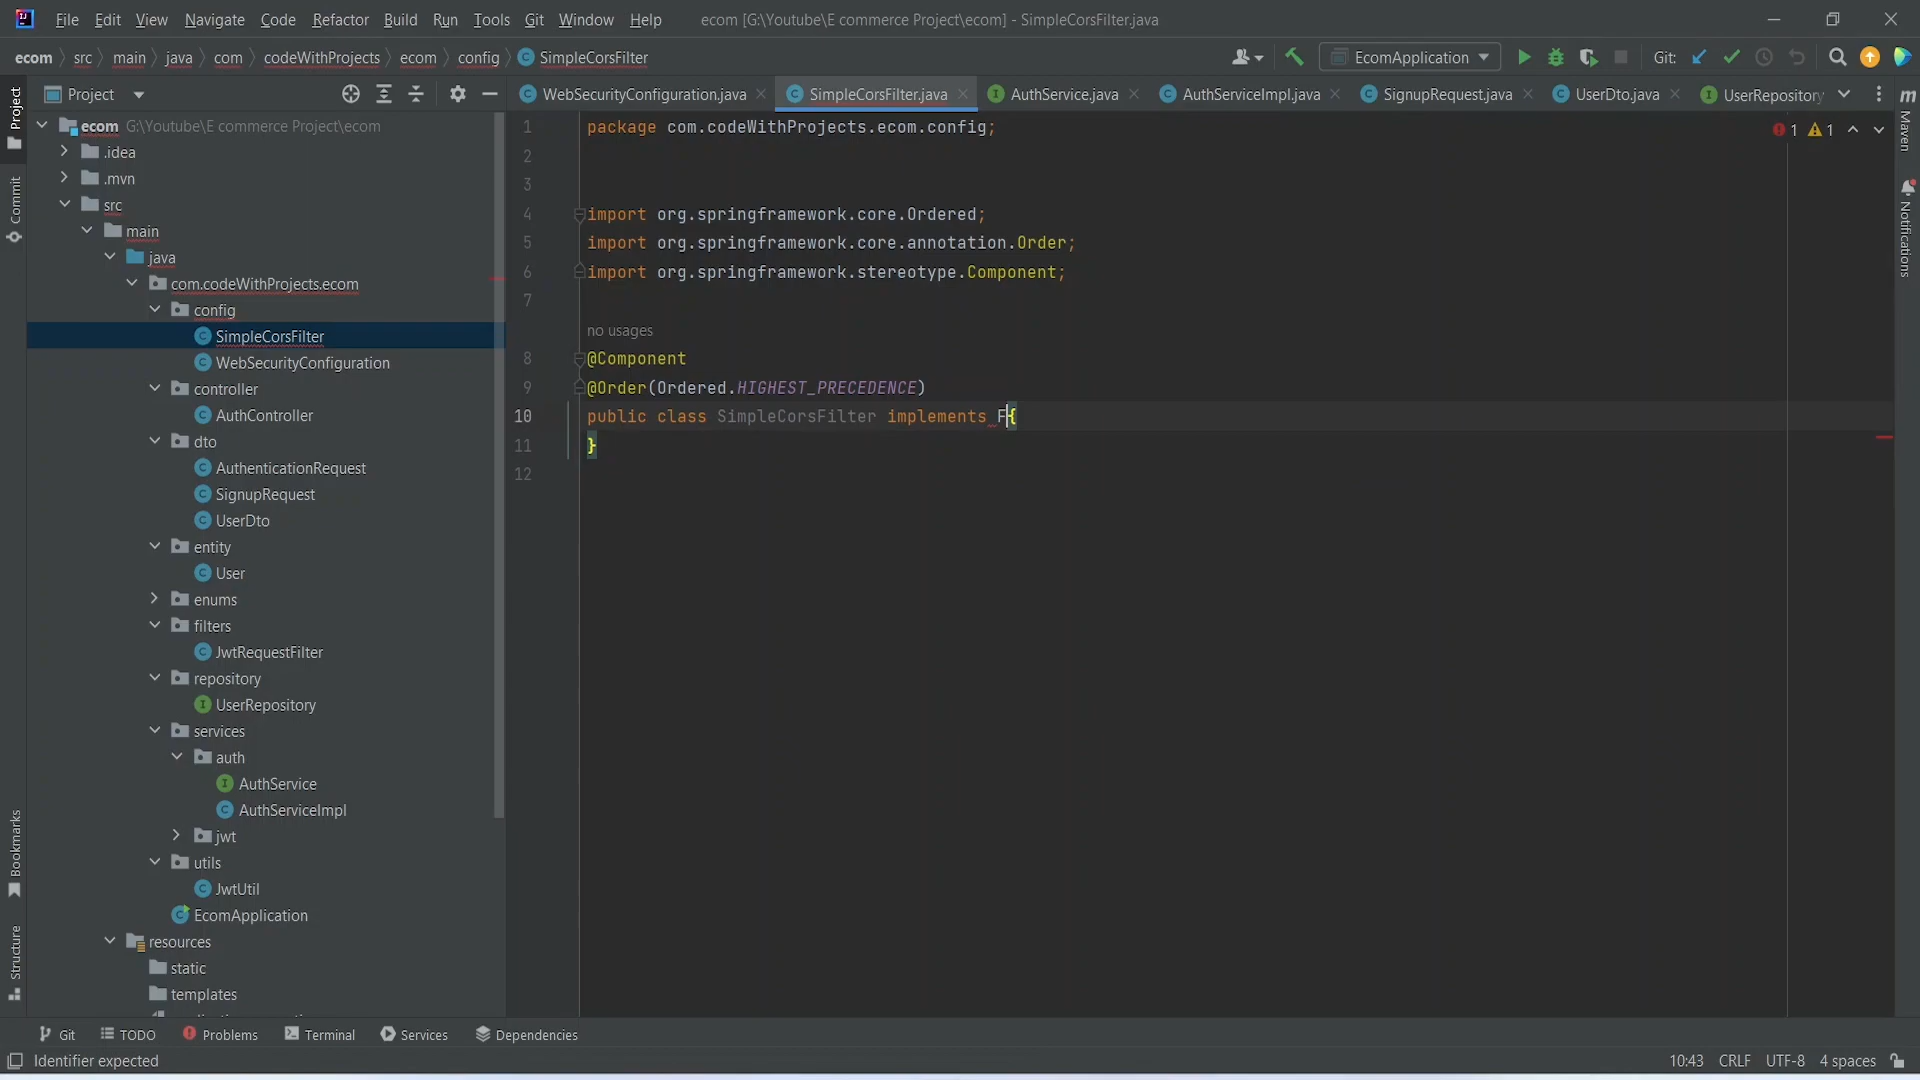 File Edit View Navigate Code Refactor Build Run Tools Git Window Help ecom [G:\Youtube\E commerce Project\ecom] - SimpleCorsFilter.java
ecom src main java com codeWithProjects ecom config SimpleCorsFilter EcomApplication Git:
Project WebSecurityConfiguration.java SimpleCorsFilter.java AuthService.java AuthServiceImpl.java SignupRequest.java UserDto.java UserRepository
Project
Commit
Bookmarks
Structure
Maven
Notifications
ecom G:\Youtube\E commerce Project\ecom
.idea
.mvn
src
main
java
com.codeWithProjects.ecom
config
SimpleCorsFilter
WebSecurityConfiguration
controller
AuthController
dto
AuthenticationRequest
SignupRequest
UserDto
entity
User
enums
filters
JwtRequestFilter
repository
UserRepository
services
auth
AuthService
AuthServiceImpl
jwt
utils
JwtUtil
EcomApplication
resources
static
templates
1 package com.codeWithProjects.ecom.config;
1 1
2
3
4 import org.springframework.core.Ordered;
5 import org.springframework.core.annotation.Order;
6 import org.springframework.stereotype.Component;
7
no usages
8 @Component
9 @Order(Ordered.HIGHEST_PRECEDENCE)
10 public class SimpleCorsFilter implements F{
11 }
12
Git TODO Problems Terminal Services Dependencies
Identifier expected 10:43 CRLF UTF-8 4 spaces